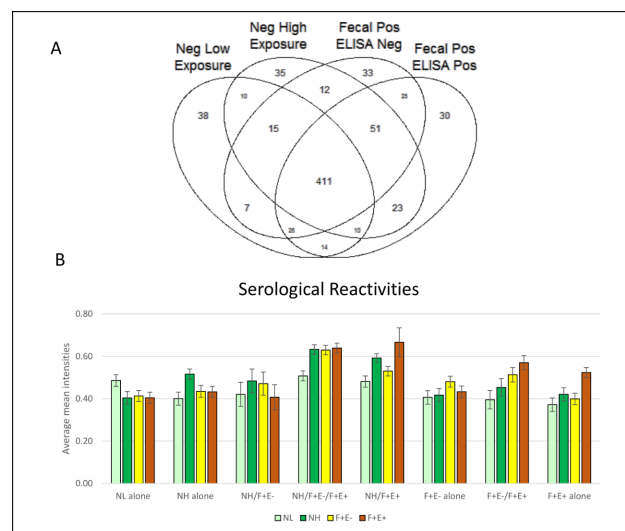 A
Neg Low
Exposure
Neg High
Exposure
Fecal Pos
ELISA Neg
Fecal Pos
ELISA Pos
38
10
35
12
33
25
30
15
51
411
7
23
26
10
14
B
Serological Reactivities
Average mean intensities
0.80
0.60
0.40
0.20
0.00
NL alone
NH alone
NH/F+E-
NH/F+E-/F+E+
NH/F+E+
F+E- alone
F+E-/F+E+
F+E+ alone
NL
NH
F+E-
F+E+